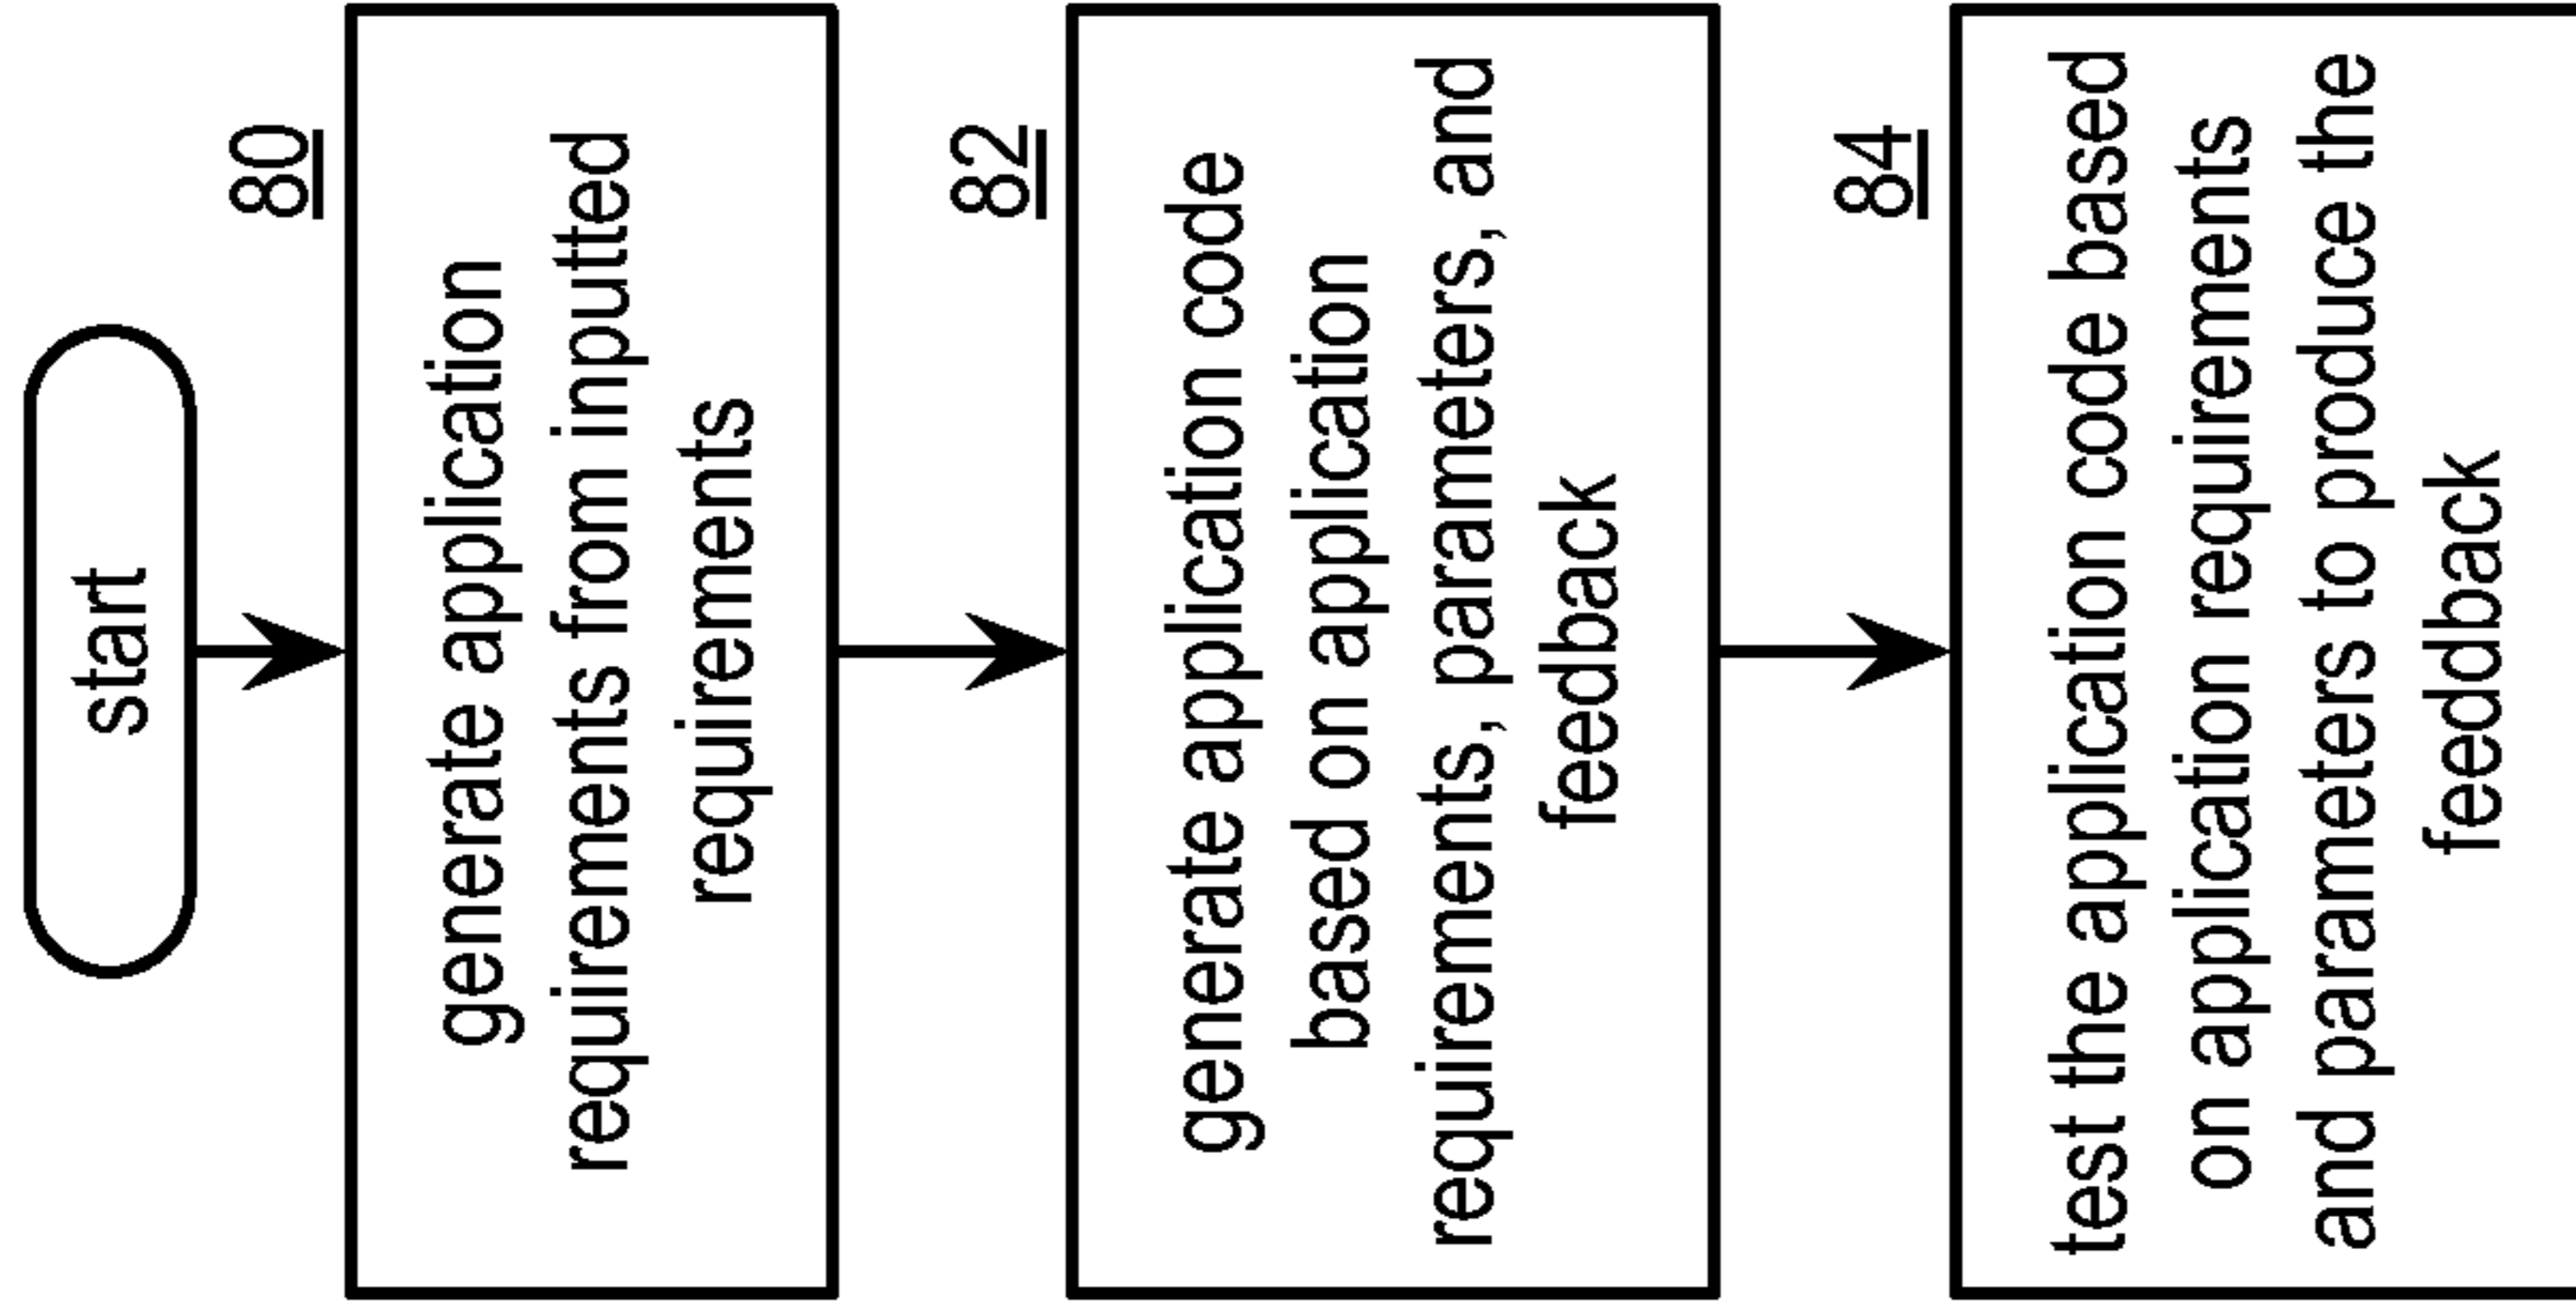 start
80
generate application
requirements from inputted
requirements
82
generate application code
based on application
requirements, parameters, and
feedback
84
test the application code based
on application requirements
and parameters to produce the
feedback